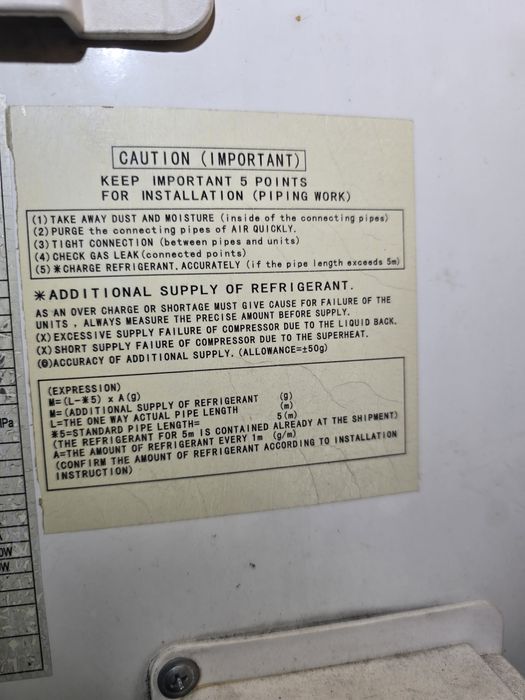 CAUTION (IMPORTANT)
KEEP IMPORTANT 5 POINTS
FOR INSTALLATION (PIPING WORK)
(1) TAKE AWAY DUST AND MOISTURE (inside of the connecting pipes)
(2) PURGE the connecting pipes of AIR QUICKLY.
(3) TIGHT CONNECTION (between pipes and units)
(4) CHECK GAS LEAK (connected points)
(5) ＊CHARGE REFRIGERANT. ACCURATELY (if the pipe length exceeds 5m)
＊ADDITIONAL SUPPLY OF REFRIGERANT.
AS AN OVER CHARGE OR SHORTAGE MUST GIVE CAUSE FOR FAILURE OF THE
UNITS , ALWAYS MEASURE THE PRECISE AMOUNT BEFORE SUPPLY.
(X) EXCESSIVE SUPPLY FAILURE OF COMPRESSOR DUE TO THE LIQUID BACK.
(X) SHORT SUPPLY FAIURE OF COMPRESSOR DUE TO THE SUPERHEAT.
(◎) ACCURACY OF ADDITIONAL SUPPLY. (ALLOWANCE=±50g)
(EXPRESSION)
M=(L-＊5) x A(g)
M=(ADDITIONAL SUPPLY OF REFRIGERANT (g)
L=THE ONE WAY ACTUAL PIPE LENGTH (m)
＊5=STANDARD PIPE LENGTH= 5(m)
(THE REFRIGERANT FOR 5m IS CONTAINED ALREADY AT THE SHIPMENT)
A=THE AMOUNT OF REFRIGERANT EVERY 1m (g/m)
(CONFIRM THE AMOUNT OF REFRIGERANT ACCORDING TO INSTALLATION
INSTRUCTION)